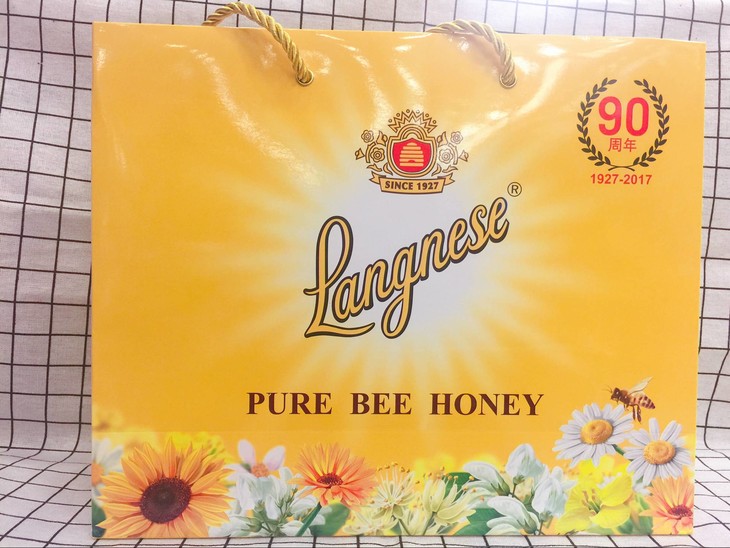 90
周年
1927-2017
SINCE 1927
Langnese®
PURE BEE HONEY